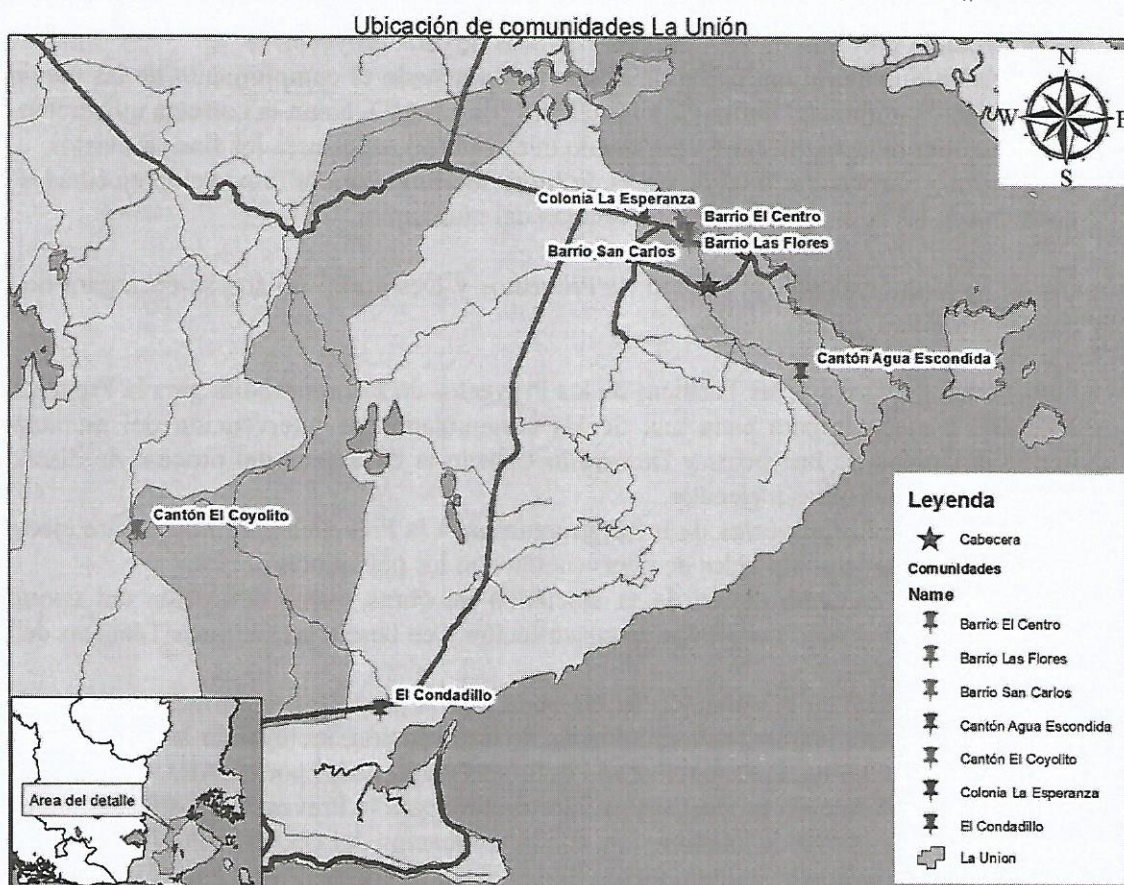 Ubicación de comunidades La Unión
N
W
E
S
Colonia La Esperanza
Barrio El Centro
Barrio San Carlos
Barrio Las Flores
Cantón Agua Escondida
Cantón El Coyolito
El Condadillo
Area del detalle
Leyenda
Cabecera
Comunidades
Name
Barrio El Centro
Barrio Las Flores
Barrio San Carlos
Cantón Agua Escondida
Cantón El Coyolito
Colonia La Esperanza
El Condadillo
La Union